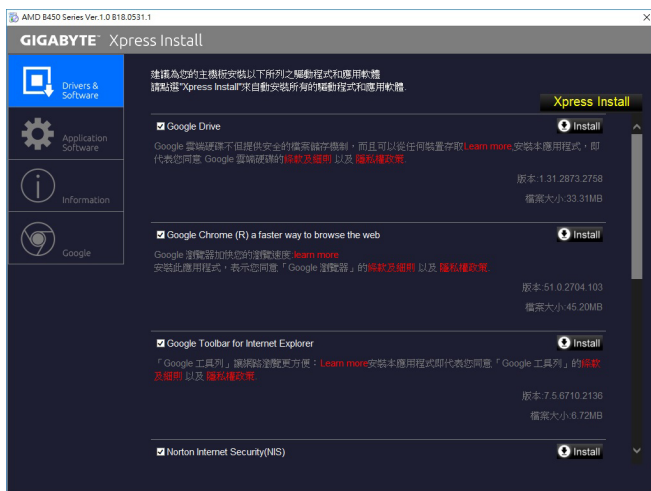 AMD B450 Series Ver.1.0 B18.0531.1
GIGABYTE™ Xpress Install
Drivers & Software
Application Software
Information
Google
建議為您的主機板安裝以下所列之驅動程式和應用軟體
請點選"Xpress Install"來自動安裝所有的驅動程式和應用軟體.
Xpress Install
Google Drive
Install
Google 雲端硬碟不但提供安全的檔案儲存機制，而且可以從任何裝置存取Learn more,安裝本應用程式，即
代表您同意 Google 雲端硬碟的條款及細則 以及 隱私權政策.
版本:1.31.2873.2758
檔案大小:33.31MB
Google Chrome (R) a faster way to browse the web
Install
Google 瀏覽器加快您的瀏覽速度:learn more
安裝此應用程式，表示您同意「Google 瀏覽器」的條款及細則 以及 隱私權政策.
版本:51.0.2704.103
檔案大小:45.20MB
Google Toolbar for Internet Explorer
Install
「Google 工具列」讓網路瀏覽更方便：Learn more安裝本應用程式即代表您同意「Google 工具列」的條款
及細則 以及 隱私權政策.
版本:7.5.6710.2136
檔案大小:6.72MB
Norton Internet Security(NIS)
Install